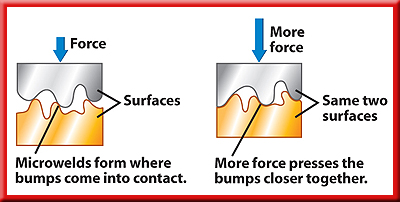 Force
Surfaces
Microwelds form where
bumps come into contact.
More
force
Same two
surfaces
More force presses the
bumps closer together.